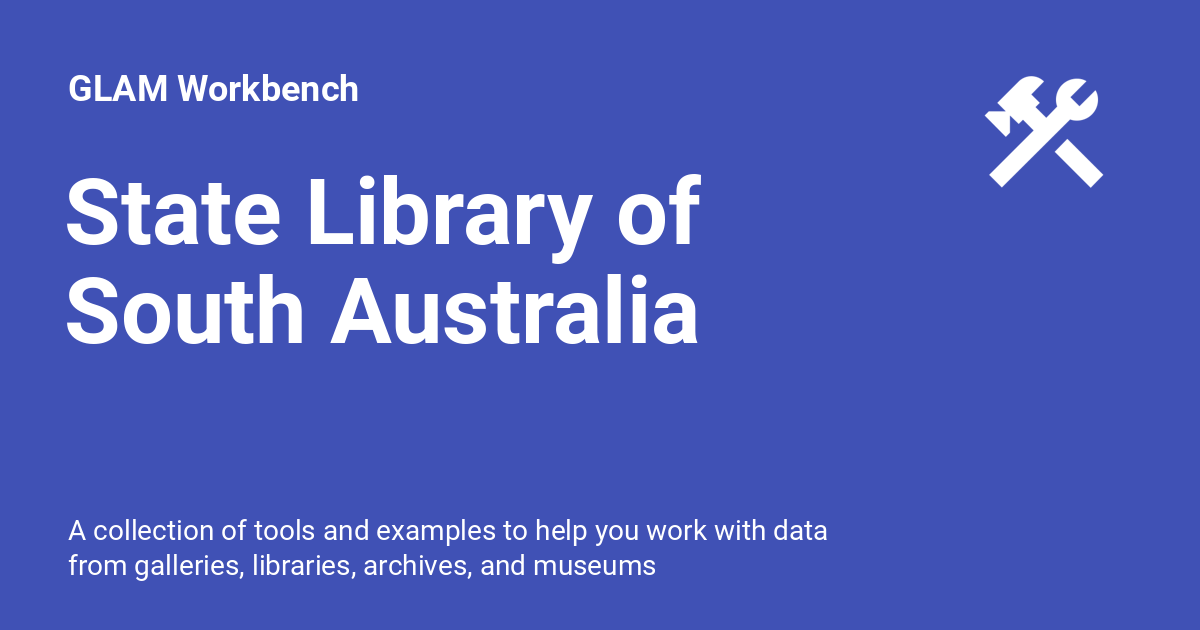 GLAM Workbench
State Library of
South Australia
A collection of tools and examples to help you work with data
from galleries, libraries, archives, and museums